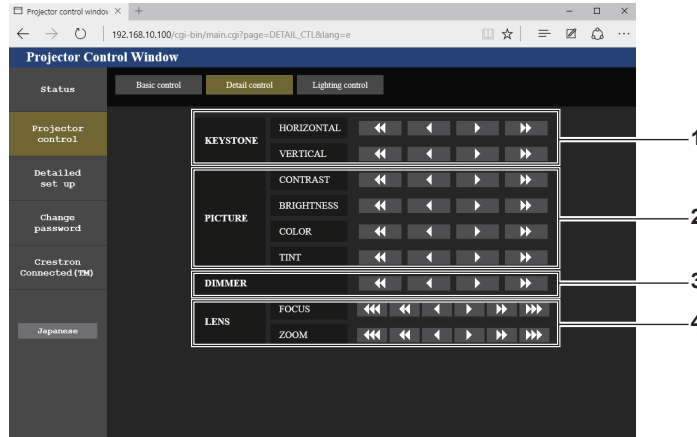 Projector control window
192.168.10.100/cgi-bin/main.cgi?page=DETAIL_CTL&lang=e
Projector Control Window
Status
Basic control
Detail control
Lighting control
Projector
control
Detailed
set up
Change
password
Crestron
Connected(TM)
Japanese
KEYSTONE
HORIZONTAL
VERTICAL
1
PICTURE
CONTRAST
BRIGHTNESS
COLOR
TINT
2
DIMMER
3
LENS
FOCUS
ZOOM
4